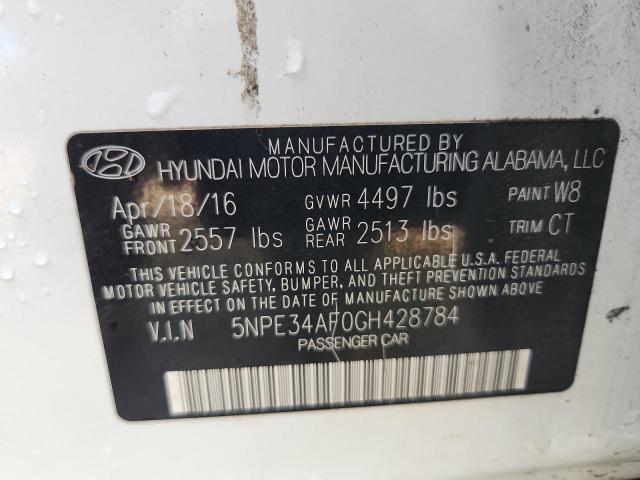 MANUFACTURED BY
HYUNDAI MOTOR MANUFACTURING ALABAMA, LLC
Apr/18/16 GVWR 4497 lbs PAINT W8
GAWR FRONT 2557 lbs GAWR REAR 2513 lbs TRIM CT
THIS VEHICLE CONFORMS TO ALL APPLICABLE U.S.A. FEDERAL
MOTOR VEHICLE SAFETY, BUMPER, AND THEFT PREVENTION STANDARDS
IN EFFECT ON THE DATE OF MANUFACTURE SHOWN ABOVE.
V.I.N 5NPE34AF0GH428784
PASSENGER CAR